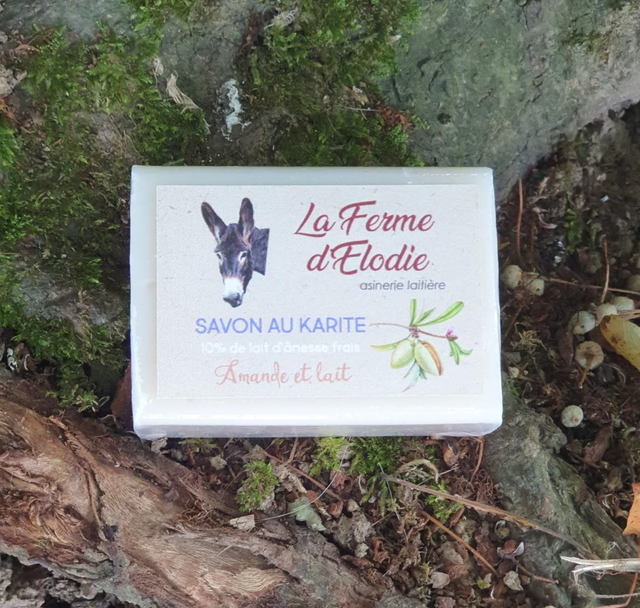 La Ferme
d'Elodie
asinerie laitière
SAVON AU KARITE
10% de lait d'ânesse frais
Amande et lait